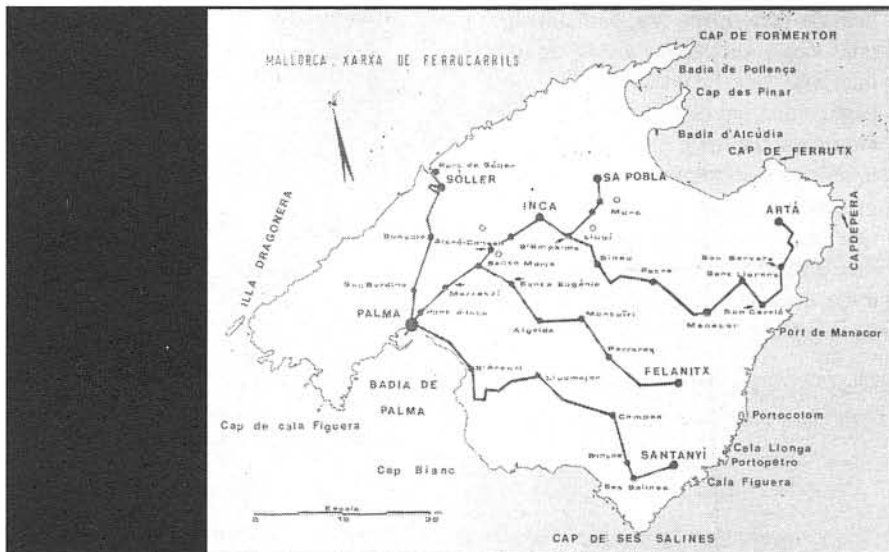 CAP DE FORMENTOR
MALLORCA, XARXA DE FERROCARRILS
Badia de Pollença
Cap des Pinar
Badia d'Alcúdia
CAP DE FERRUTX
Port de Sóller
SÓLLER
SA POBLA
INCA
Muro
ARTÀ
CAPDEPERA
ILLA DRAGONERA
Bunyola
Alaró-Consell
S'Empalme
Llubí
Sineu
Son Servera
Sant Llorenç
Santa Maria
Petra
Son Sardina
Santa Eugènia
Marratxí
PALMA
Pont d'Inca
Montuïri
Manacor
Son Carrió
Algaida
Port de Manacor
Porreres
S'Arenal
Llucmajor
FELANITX
BADIA DE
PALMA
Campos
Portocolom
Cap de cala Figuera
Cala Llonga
SANTANYÍ
Portopetro
Cap Blanc
Ses Salines
Cala Figuera
Escala
0 10 20
CAP DE SES SALINES